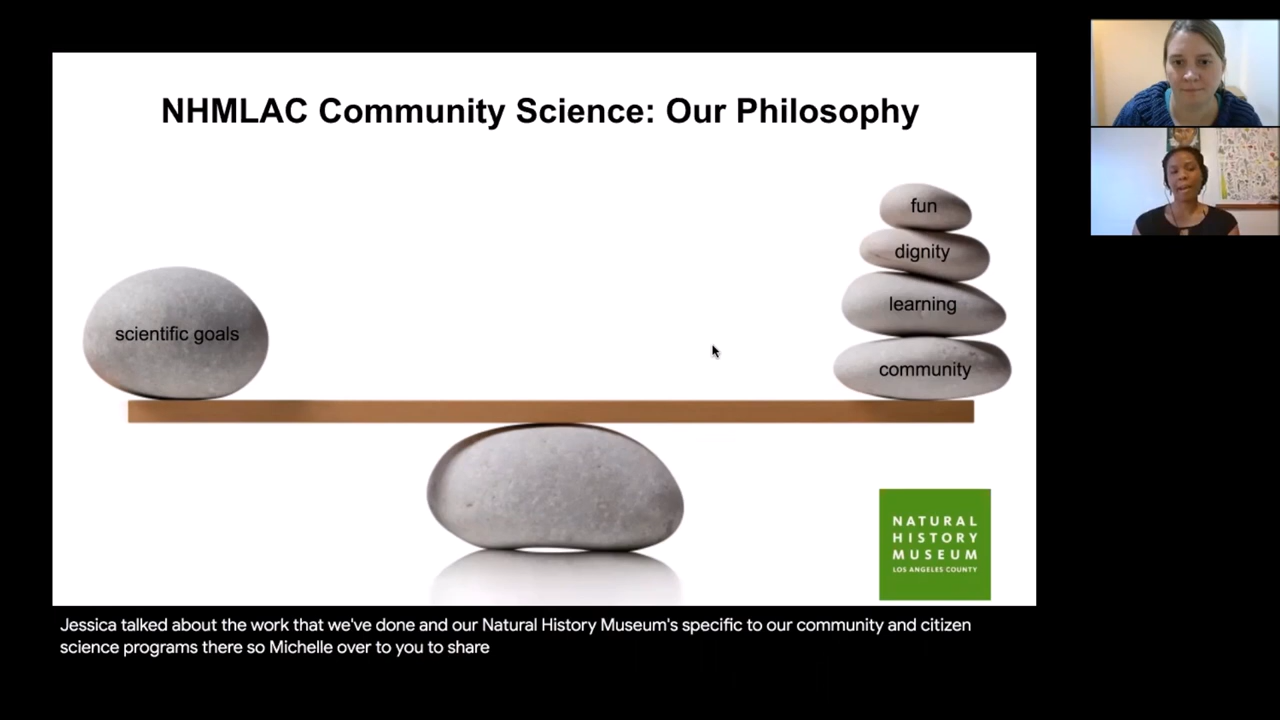 NHMLAC Community Science: Our Philosophy
fun
dignity
learning
scientific goals
community
NATURAL
HISTORY
MUSEUM
LOS ANGELES COUNTY
Jessica talked about the work that we've done and our Natural History Museum's specific to our community and citizen
science programs there so Michelle over to you to share